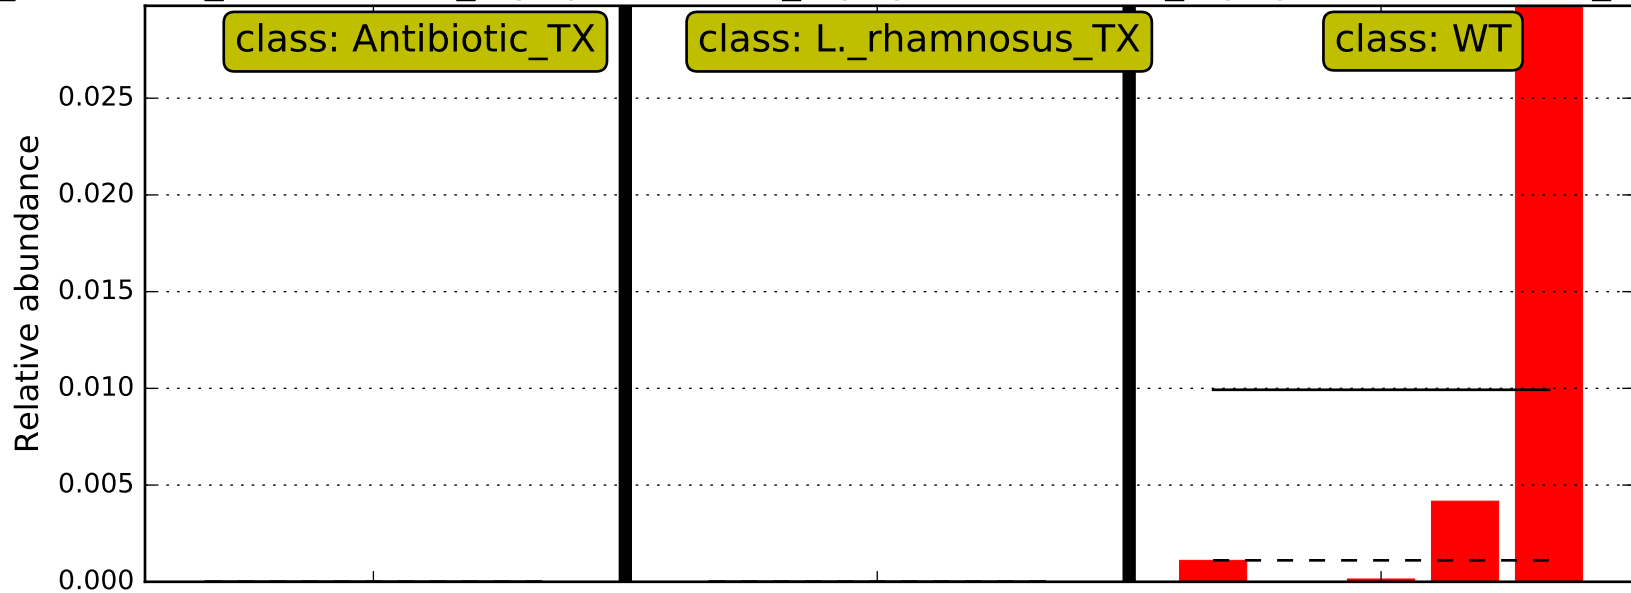 class: Antibiotic_TX
class: L._rhamnosus_TX
class: WT
Relative abundance
0.025
0.020
0.015
0.010
0.005
0.000